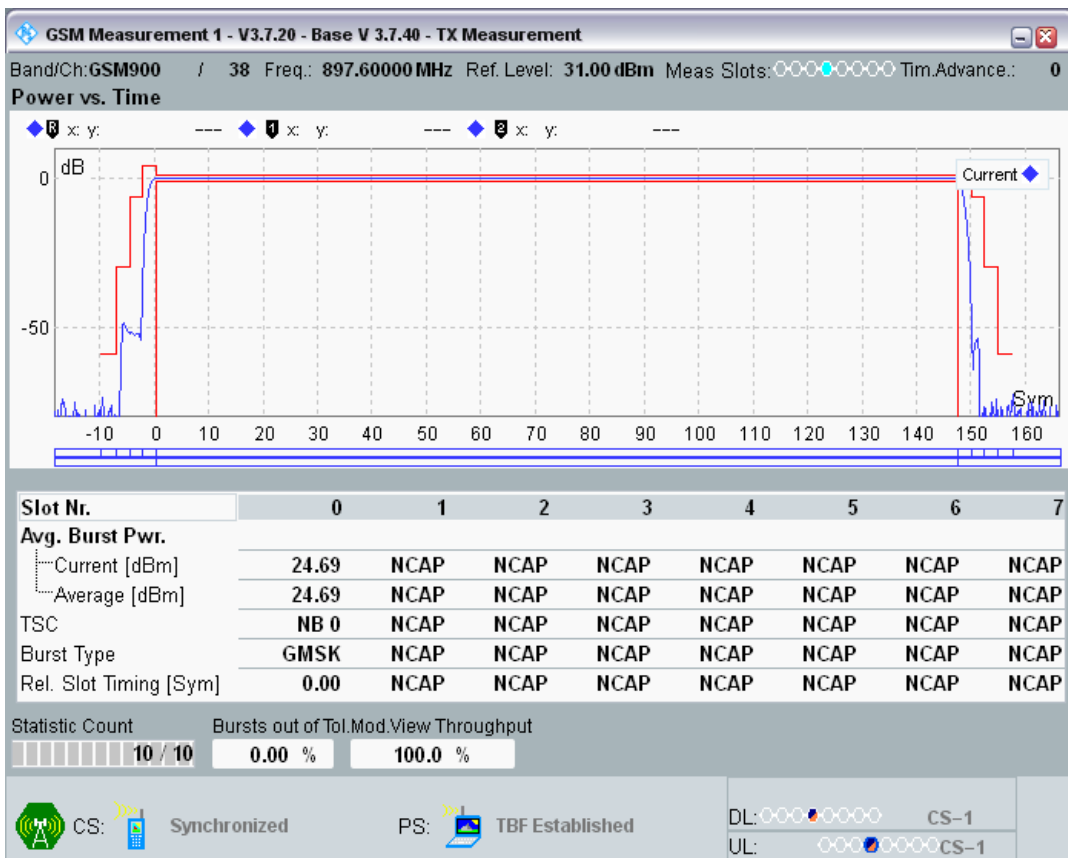 GSM Measurement 1 - V3.7.20 - Base V 3.7.40 - TX Measurement
Band/Ch:GSM900 / 38 Freq.: 897.60000 MHz Ref. Level: 31.00 dBm Meas Slots: Tim.Advance.: 0
Power vs. Time
R x: y: --- 1 x: y: --- 2 x: y: ---
dB
Current
0
-50
Sym
-10 0 10 20 30 40 50 60 70 80 90 100 110 120 130 140 150 160
Slot Nr. 0 1 2 3 4 5 6 7
Avg. Burst Pwr.
Current [dBm] 24.69 NCAP NCAP NCAP NCAP NCAP NCAP NCAP
Average [dBm] 24.69 NCAP NCAP NCAP NCAP NCAP NCAP NCAP
TSC NB 0 NCAP NCAP NCAP NCAP NCAP NCAP NCAP
Burst Type GMSK NCAP NCAP NCAP NCAP NCAP NCAP NCAP
Rel. Slot Timing [Sym] 0.00 NCAP NCAP NCAP NCAP NCAP NCAP NCAP
Statistic Count Bursts out of Tol.Mod.View Throughput
10 / 10 0.00 % 100.0 %
CS: Synchronized PS: TBF Established
DL: CS-1
UL: CS-1